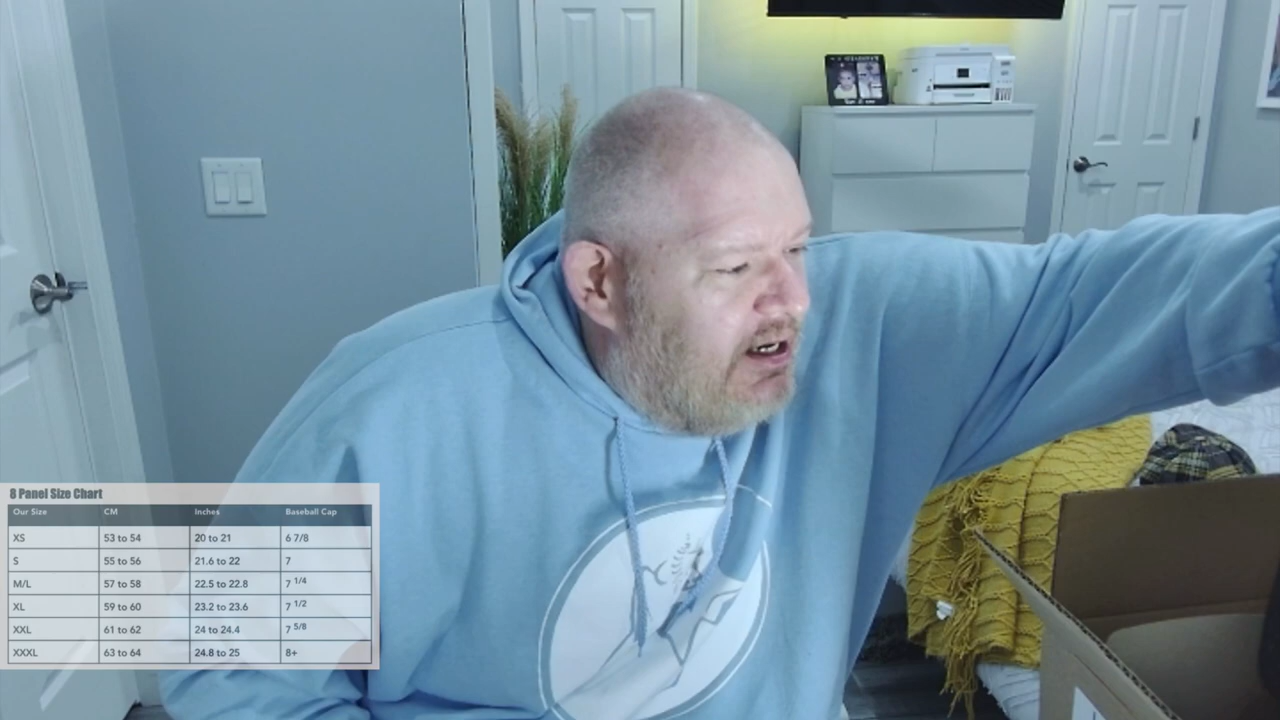 8 Panel Size Chart
Our Size CM Inches Baseball Cap
XS 53 to 54 20 to 21 6 7/8
S 55 to 56 21.6 to 22 7
M/L 57 to 58 22.5 to 22.8 7 1/4
XL 59 to 60 23.2 to 23.6 7 1/2
XXL 61 to 62 24 to 24.4 7 5/8
XXXL 63 to 64 24.8 to 25 8+